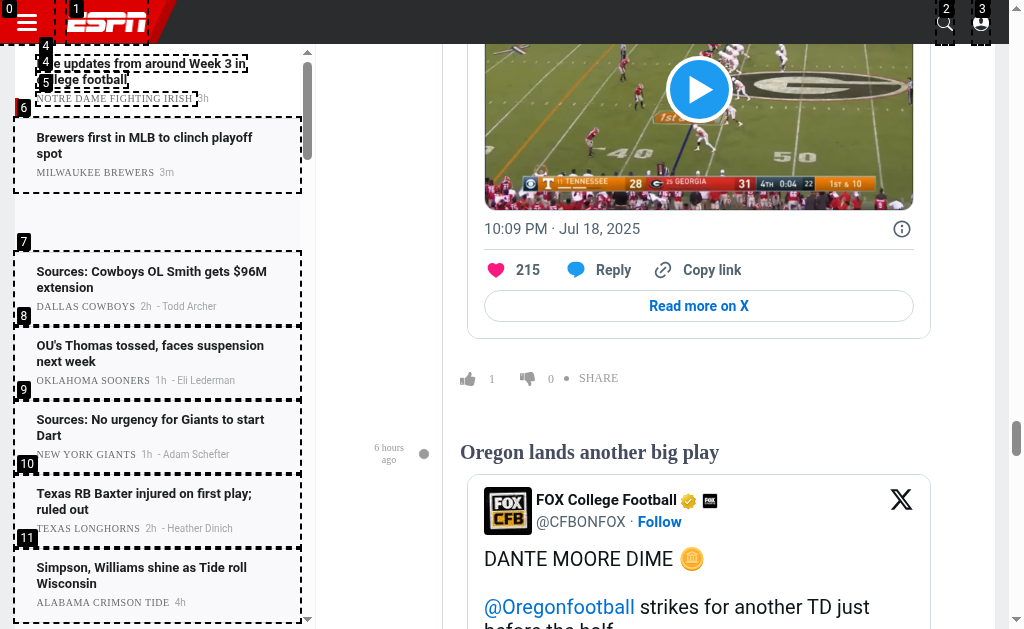 0
1
ESPN
2
3
4
4
e updates from around Week 3 in
5
lege football
NOTRE DAME FIGHTING IRISH 3h
6
Brewers first in MLB to clinch playoff
spot
MILWAUKEE BREWERS 3m
7
Sources: Cowboys OL Smith gets $96M
extension
DALLAS COWBOYS 2h - Todd Archer
8
OU's Thomas tossed, faces suspension
next week
OKLAHOMA SOONERS 1h - Eli Lederman
9
Sources: No urgency for Giants to start
Dart
NEW YORK GIANTS 1h - Adam Schefter
10
Texas RB Baxter injured on first play;
ruled out
TEXAS LONGHORNS 2h - Heather Dinich
11
Simpson, Williams shine as Tide roll
Wisconsin
ALABAMA CRIMSON TIDE 4h
1st
40
50
T TENNESSEE 28 G GEORGIA 31 4TH 0:04 22 1ST & 10
10:09 PM · Jul 18, 2025
215 Reply Copy link
Read more on X
1 0 • SHARE
6 hours
ago
Oregon lands another big play
FOX
CFB
FOX College Football
@CFBONFOX · Follow
DANTE MOORE DIME
@Oregonfootball strikes for another TD just
before the half